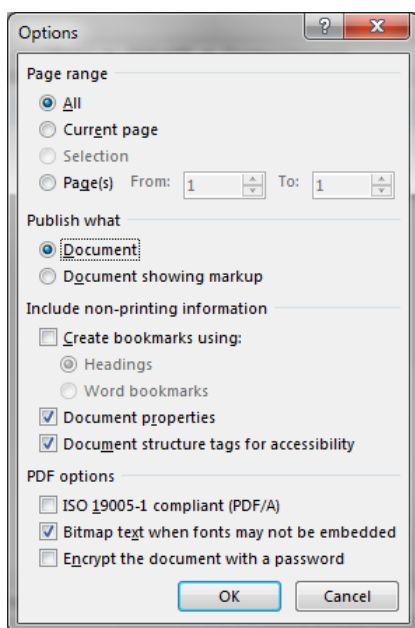 Options
Page range
All
Current page
Selection
Page(s) From: 1 To: 1
Publish what
Document
Document showing markup
Include non-printing information
Create bookmarks using:
Headings
Word bookmarks
Document properties
Document structure tags for accessibility
PDF options
ISO 19005-1 compliant (PDF/A)
Bitmap text when fonts may not be embedded
Encrypt the document with a password
OK Cancel